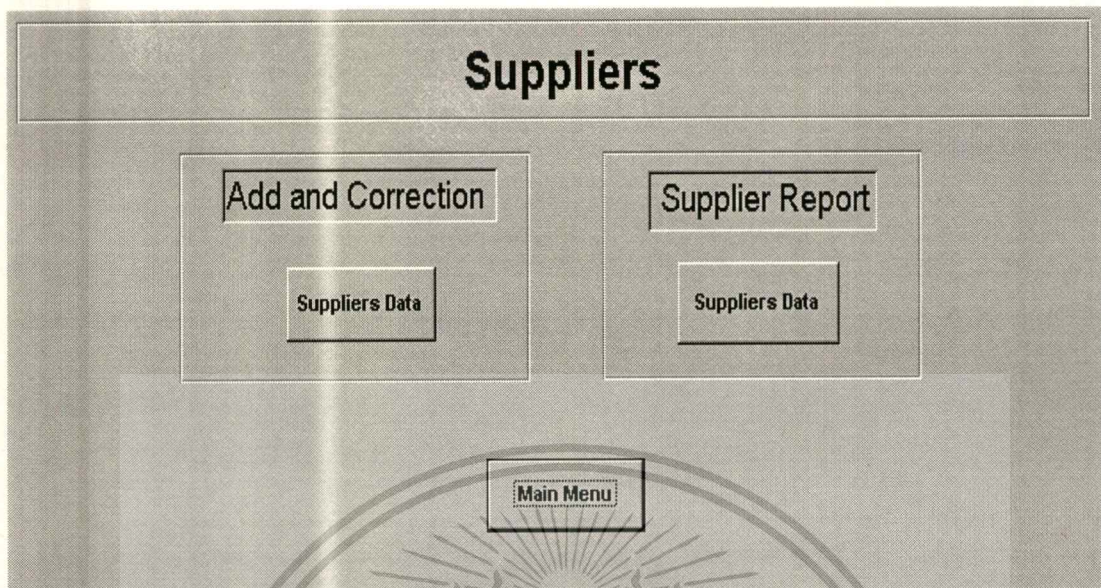 Suppliers
Add and Correction
Suppliers Data
Supplier Report
Suppliers Data
Main Menu